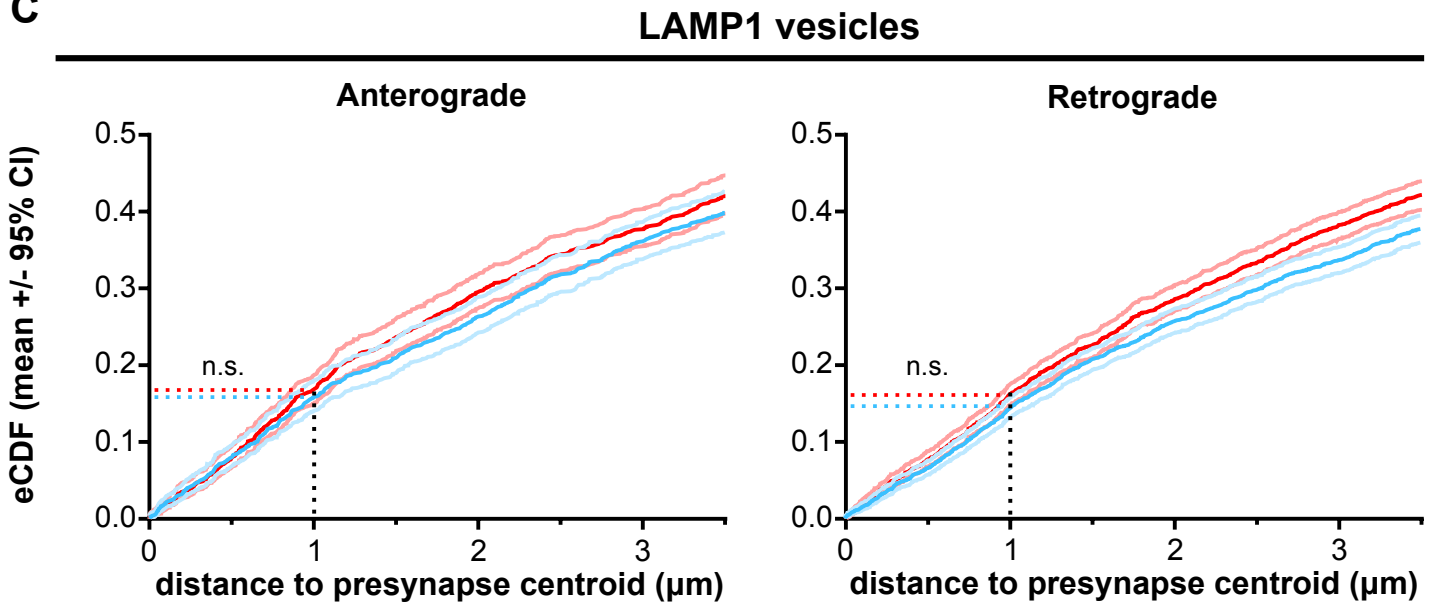 C
LAMP1 vesicles
Anterograde
Retrograde
eCDF (mean +/- 95% CI)
0.5
0.4
0.3
0.2
0.1
0.0
n.s.
0 1 2 3
distance to presynapse centroid (μm)
0.5
0.4
0.3
0.2
0.1
0.0
n.s.
0 1 2 3
distance to presynapse centroid (μm)